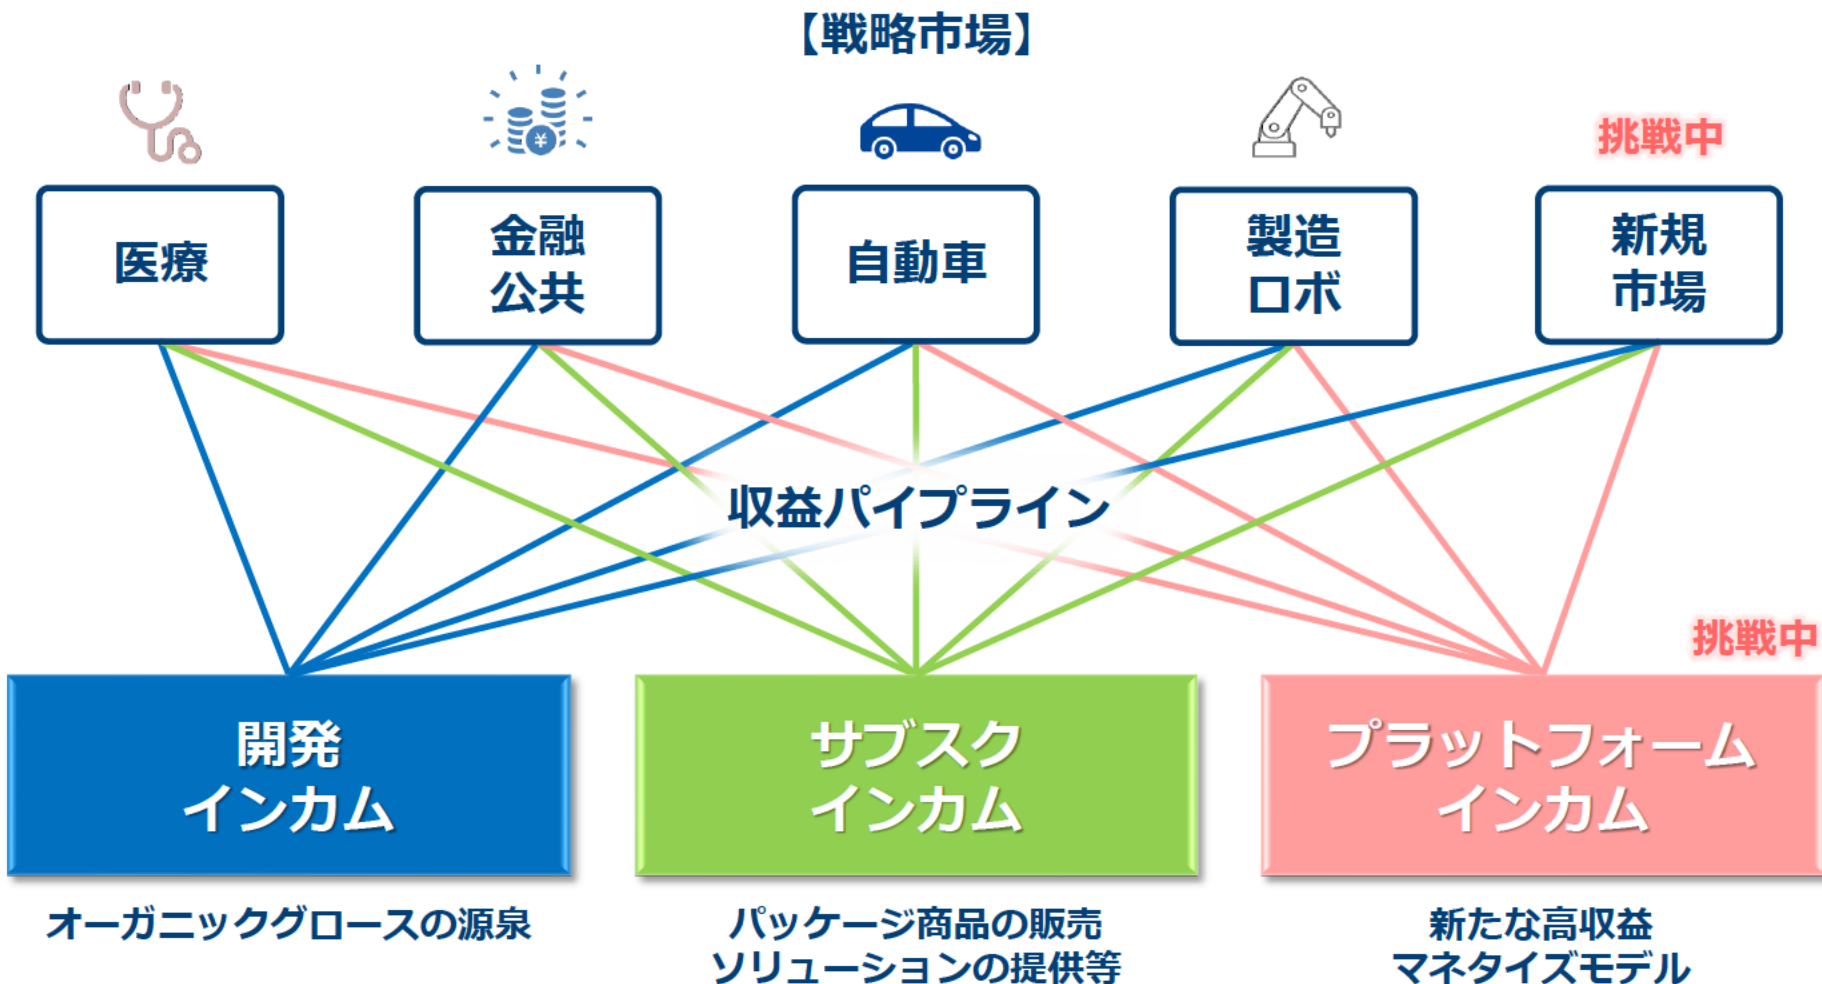 【戦略市場】
挑戦中
医療
金融
公共
自動車
製造
ロボ
新規
市場
¥
収益パイプライン
挑戦中
開発
インカム
サブスク
インカム
プラットフォーム
インカム
オーガニックグロースの源泉
パッケージ商品の販売
ソリューションの提供等
新たな高収益
マネタイズモデル